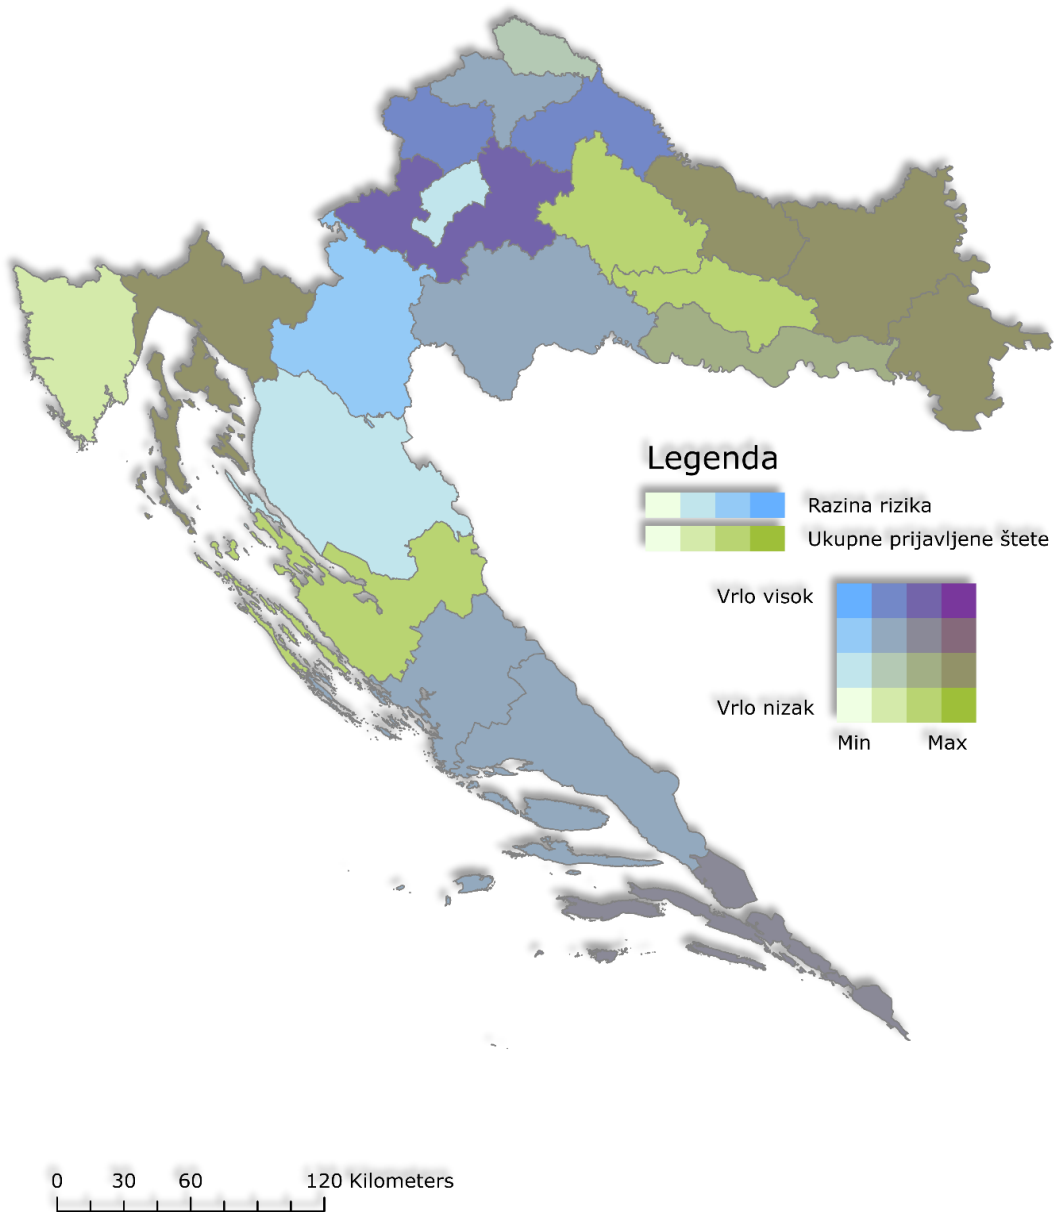 Legenda
Razina rizika
Ukupne prijavljene štete
Vrlo visok
Vrlo nizak
Min Max
0 30 60 120 Kilometers